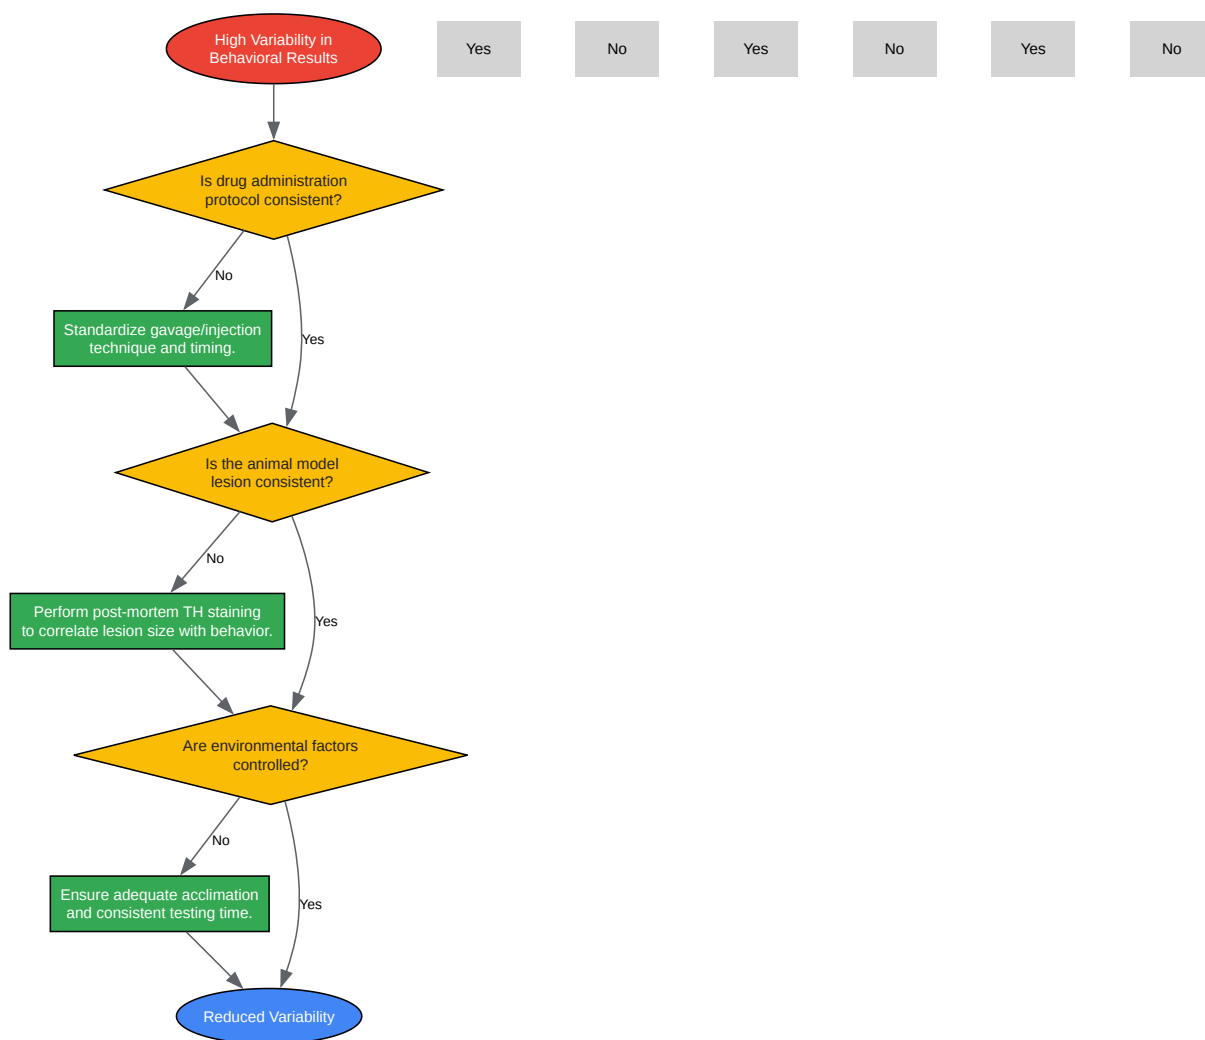 High Variability in
Behavioral Results
Yes
No
Yes
No
Yes
No
Is drug administration
protocol consistent?
No
Standardize gavage/injection
technique and timing.
Yes
Is the animal model
lesion consistent?
No
Perform post-mortem TH staining
to correlate lesion size with behavior.
Yes
Are environmental factors
controlled?
No
Ensure adequate acclimation
and consistent testing time.
Yes
Reduced Variability